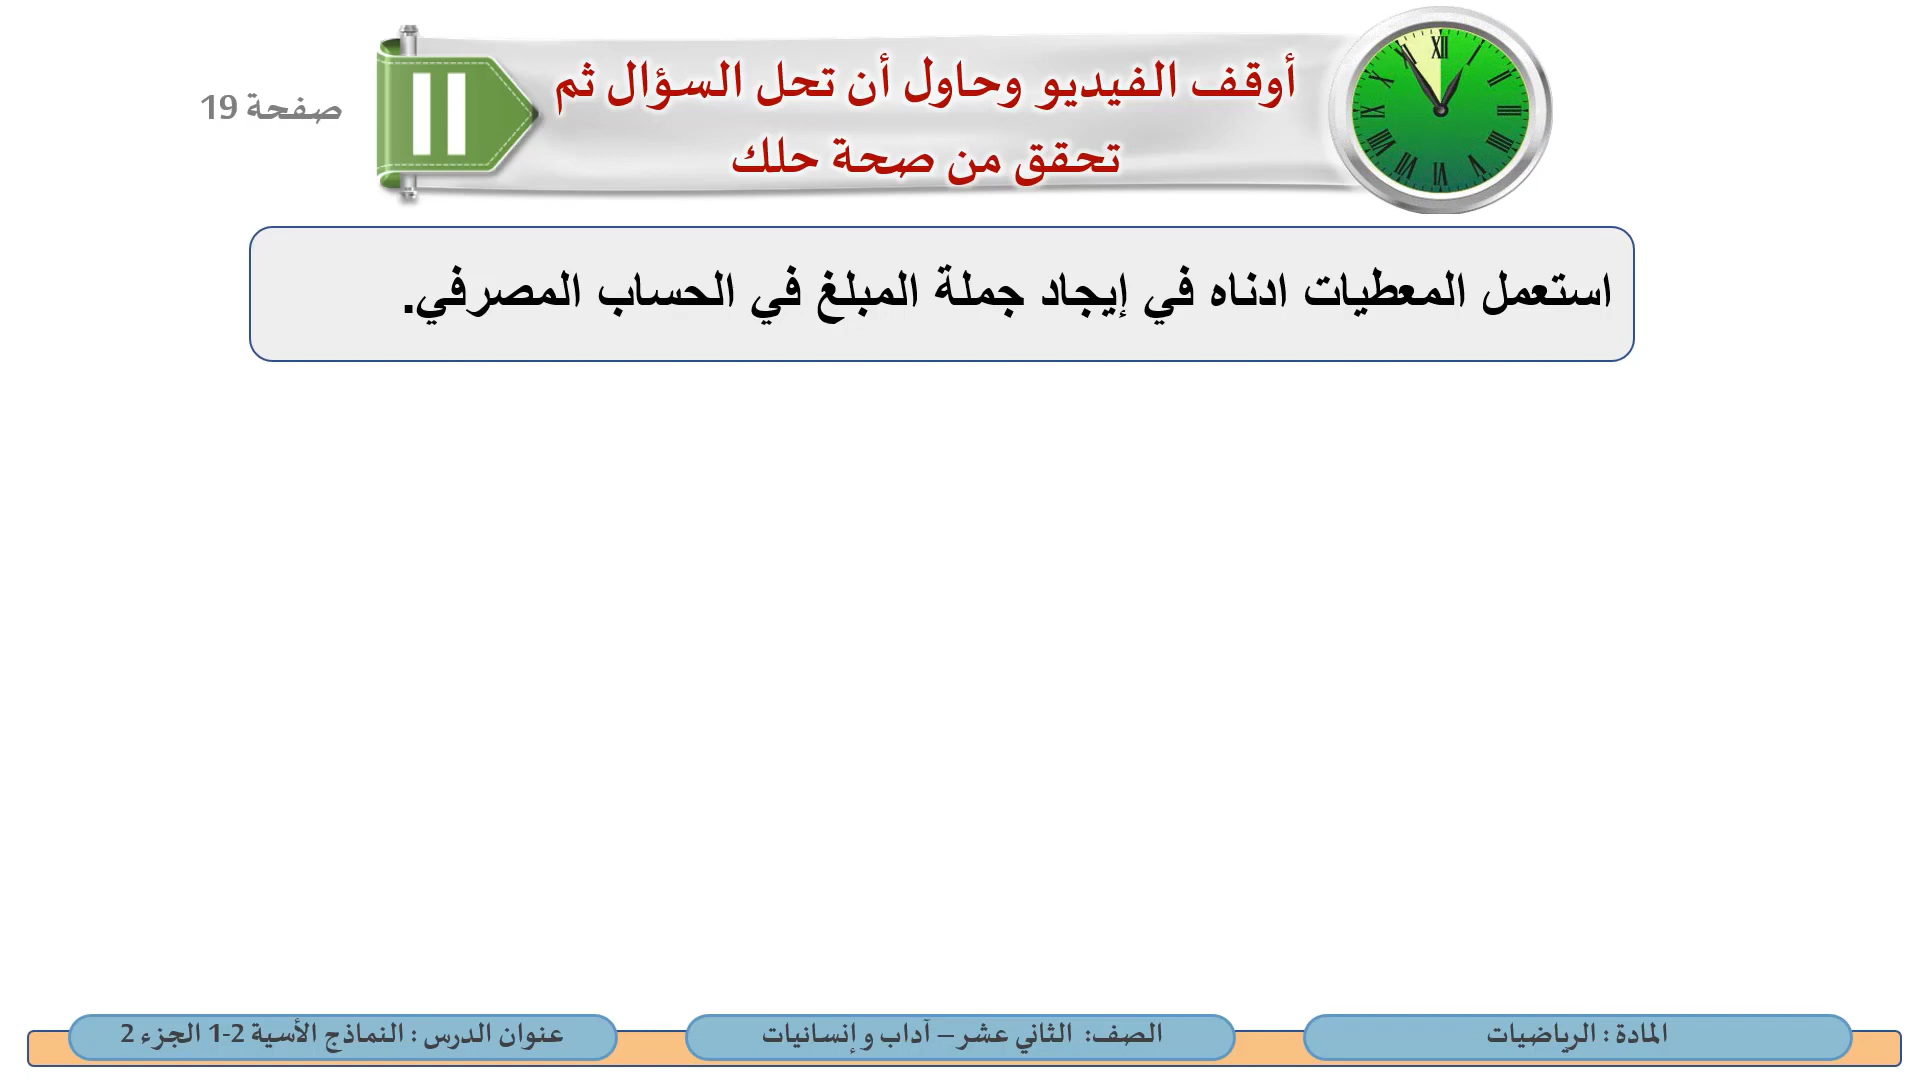 أوقف الفيديو وحاول أن تحل السؤال ثم
تحقق من صحة حلك
صفحة 19
استعمل المعطيات ادناه في إيجاد جملة المبلغ في الحساب المصرفي.
المادة : الرياضيات
الصف: الثاني عشر – آداب و إنسانيات
عنوان الدرس : النماذج الأسية 2-1 الجزء 2